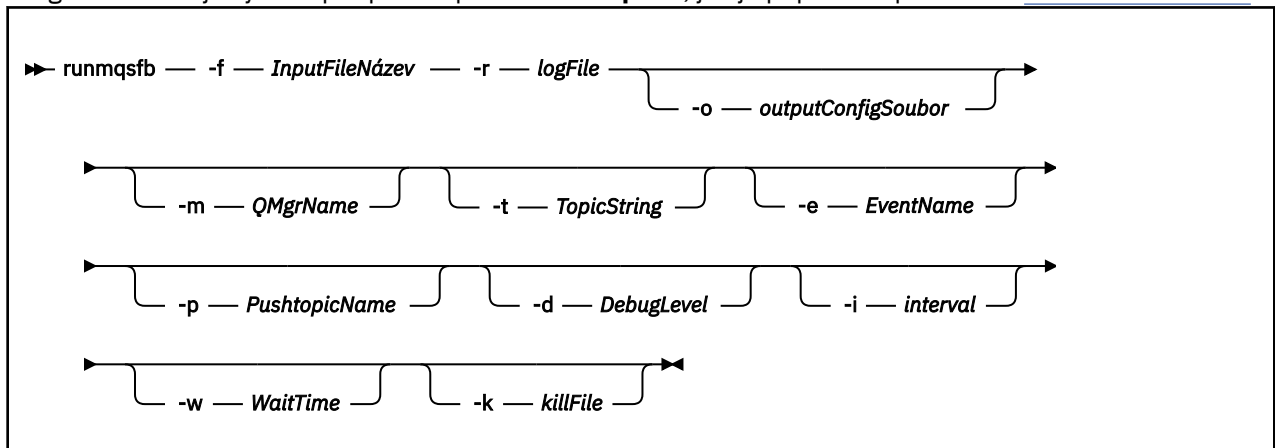 runmqsfb -f InputFileNázev -r logFile
-o outputConfigSoubor
-m QMgrName -t TopicString -e EventName
-p PushtopicName -d DebugLevel -i interval
-w WaitTime -k killFile